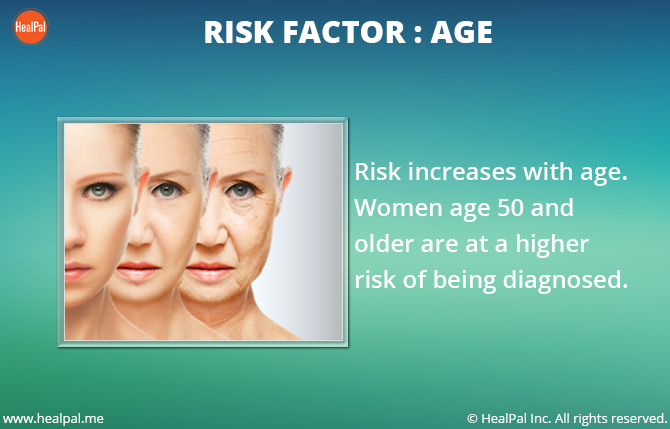 HealPal
RISK FACTOR : AGE
Risk increases with age.
Women age 50 and
older are at a higher
risk of being diagnosed.
www.healpal.me
© HealPal Inc. All rights reserved.